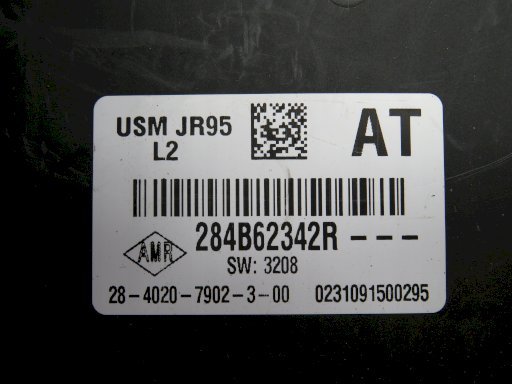 USM JR95
L2
AT
284B62342R ---
AMR
SW: 3208
28-4020-7902-3-00 0231091500295